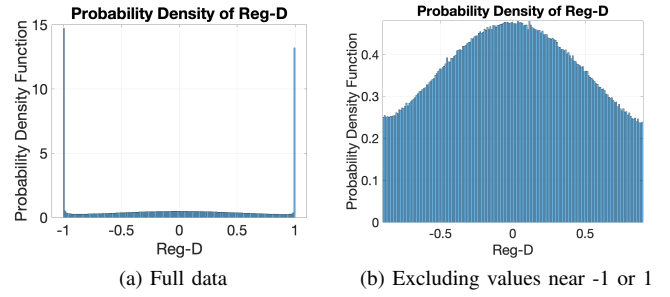 Probability Density of Reg-D
Probability Density Function
15
10
5
0
-1
-0.5
0
0.5
1
Reg-D
(a) Full data
Probability Density of Reg-D
Probability Density Function
0.4
0.3
0.2
0.1
0
-0.5
0
0.5
Reg-D
(b) Excluding values near -1 or 1